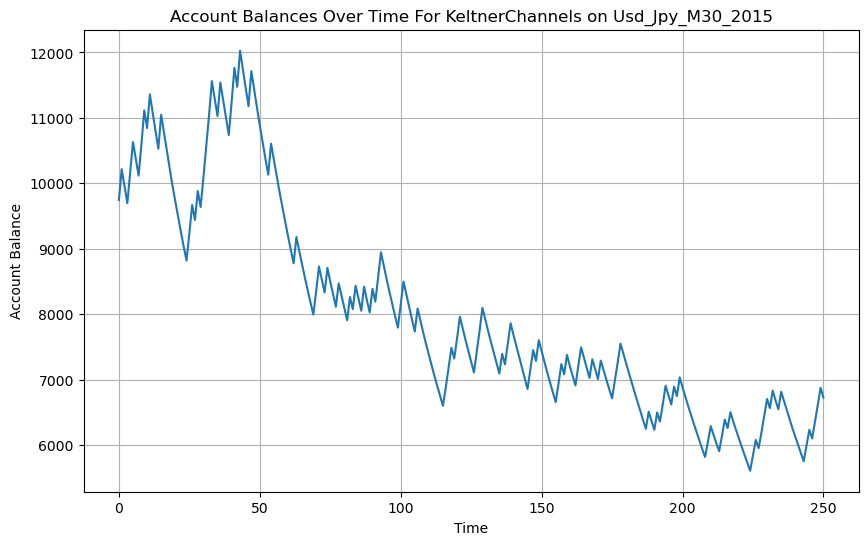 Account Balances Over Time For KeltnerChannels on Usd_Jpy_M30_2015
12000
11000
10000
9000
8000
7000
6000
Account Balance
0 50 100 150 200 250
Time